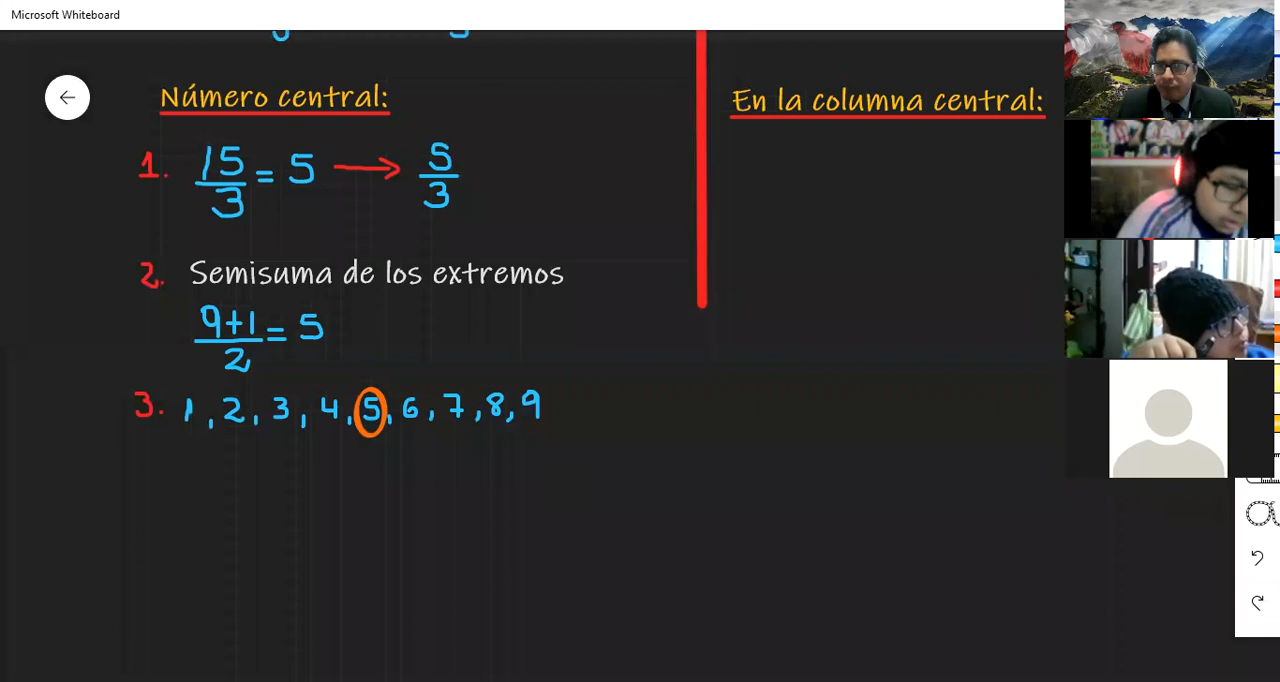 Microsoft Whiteboard
Número central:
1. 15/3 = 5 → 5/3
2. Semisuma de los extremos
9+1/2 = 5
3. 1, 2, 3, 4, 5, 6, 7, 8, 9
En la columna central: